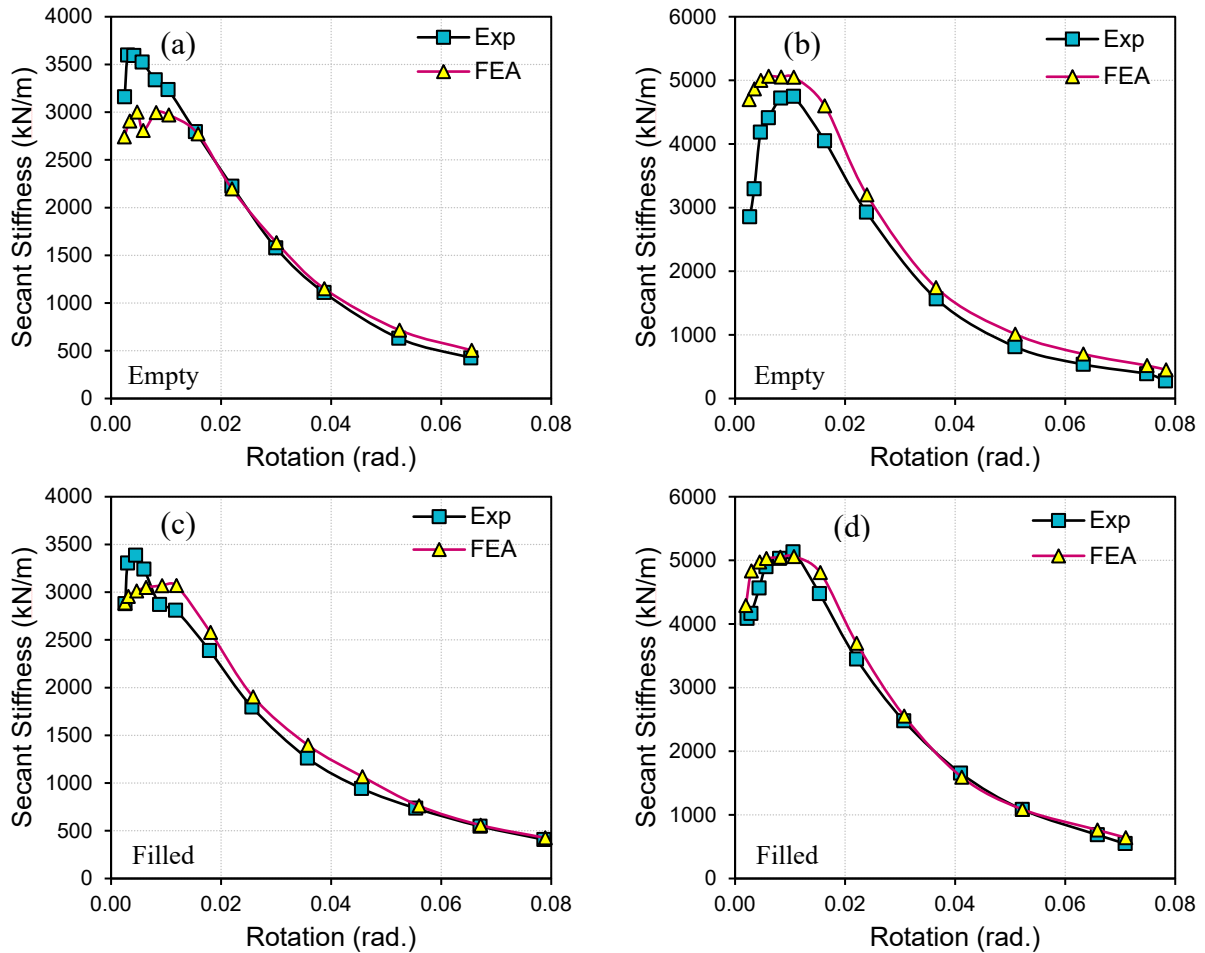 (a)
Exp
FEA
4000
3500
3000
2500
2000
1500
1000
500
0
Secant Stiffness (kN/m)
Empty
0.00 0.02 0.04 0.06 0.08
Rotation (rad.)
(b)
Exp
FEA
6000
5000
4000
3000
2000
1000
0
Secant Stiffness (kN/m)
Empty
0.00 0.02 0.04 0.06 0.08
Rotation (rad.)
(c)
Exp
FEA
4000
3500
3000
2500
2000
1500
1000
500
0
Secant Stiffness (kN/m)
Filled
0.00 0.02 0.04 0.06 0.08
Rotation (rad.)
(d)
Exp
FEA
6000
5000
4000
3000
2000
1000
0
Secant Stiffness (kN/m)
Filled
0.00 0.02 0.04 0.06 0.08
Rotation (rad.)